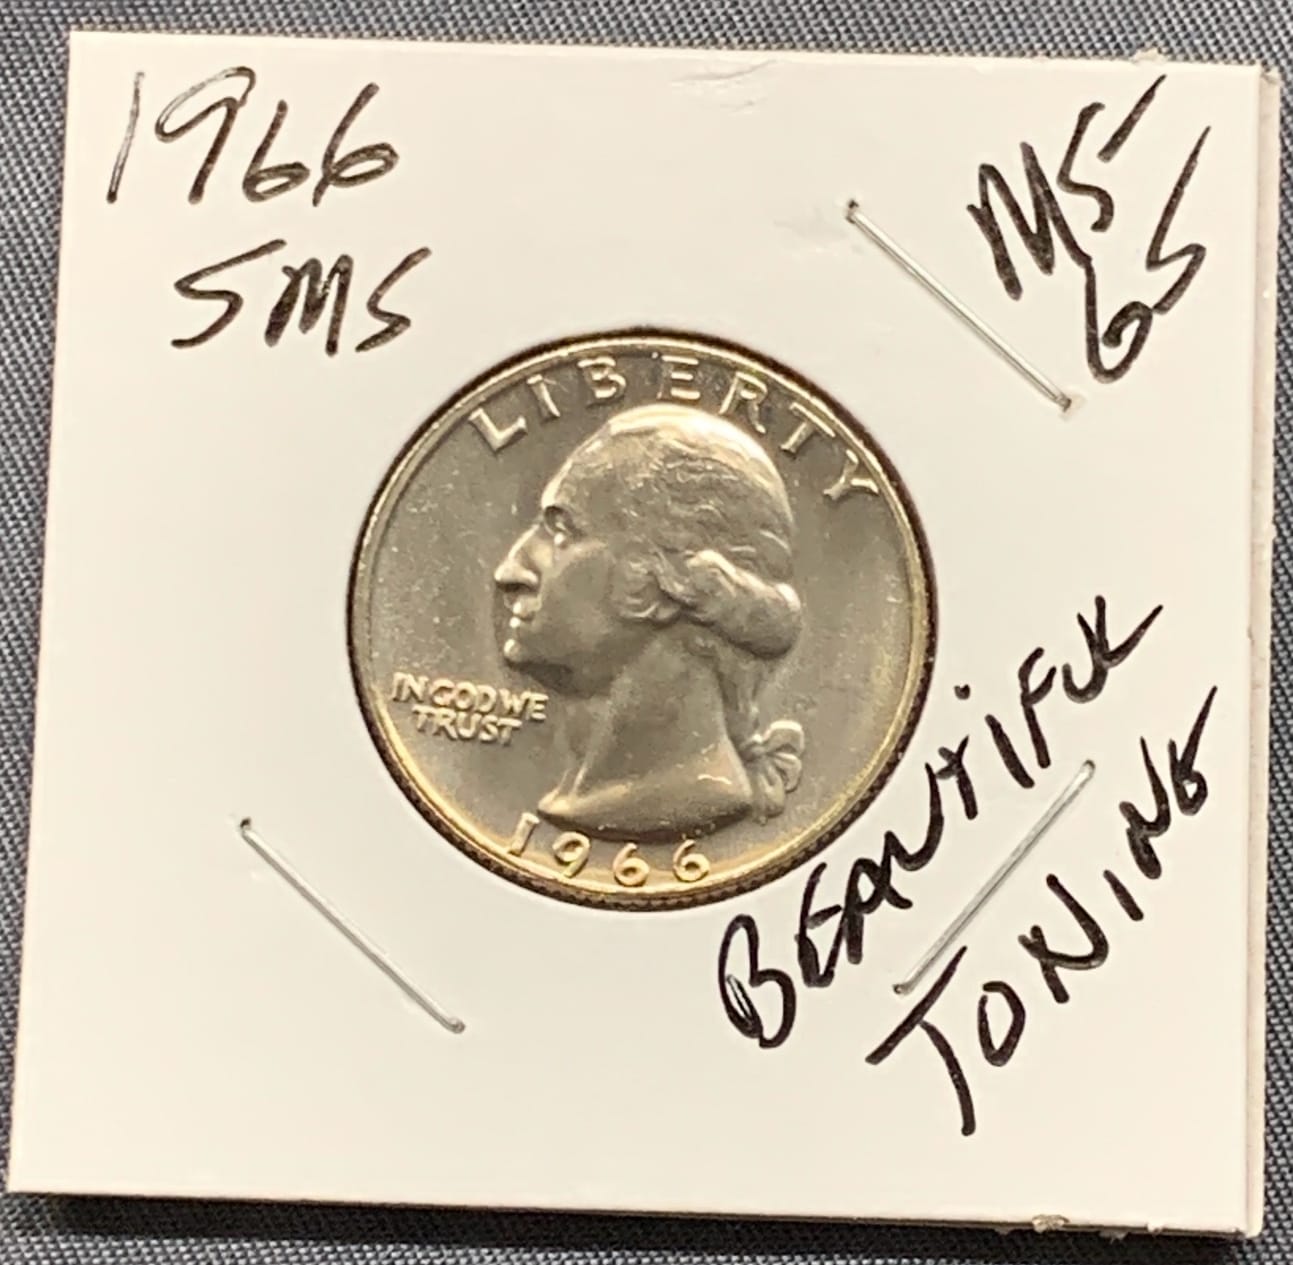 1966
SMS
MS
65
LIBERTY
IN GOD WE
TRUST
1966
BEAUTIFUL
TONING